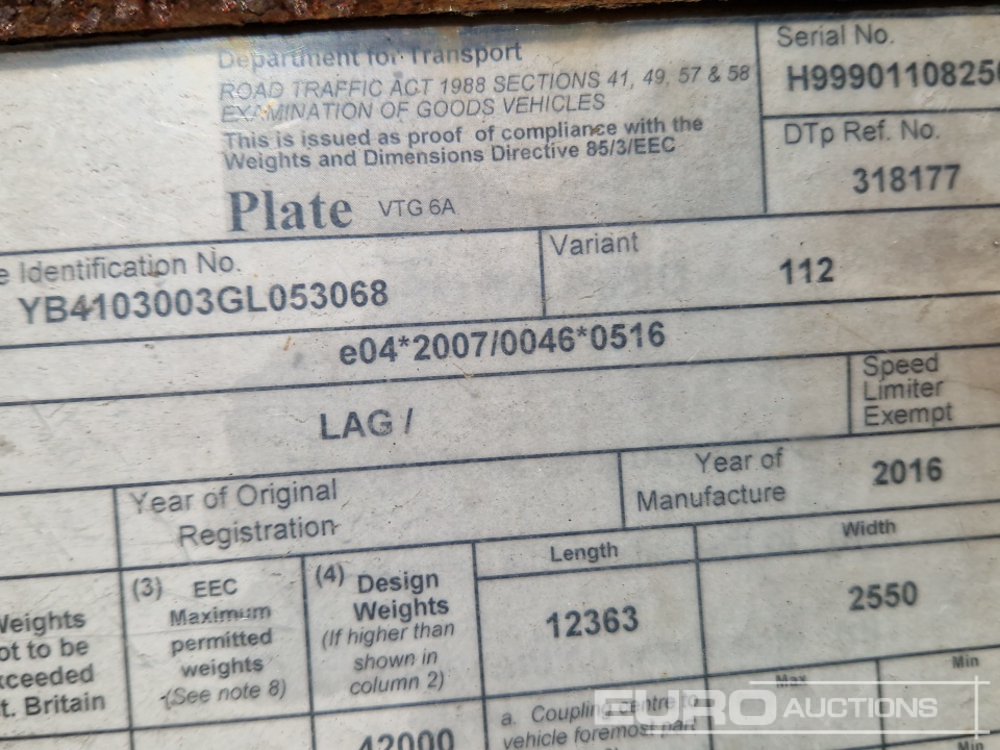 Department for Transport
ROAD TRAFFIC ACT 1988 SECTIONS 41, 49, 57 & 58
EXAMINATION OF GOODS VEHICLES
This is issued as proof of compliance with the
Weights and Dimensions Directive 85/3/EEC
Plate VTG 6A
Serial No.
H9990110825
DTp Ref. No.
318177
e Identification No.
YB4103003GL053068
Variant
112
e04*2007/0046*0516
LAG /
Speed
Limiter
Exempt
Year of Original
Registration
Year of
Manufacture
2016
Weights
ot to be
xceeded
t. Britain
(3) EEC
Maximum
permitted
weights
(See note 8)
(4) Design
Weights
(If higher than
shown in
column 2)
42000
Length
12363
Width
2550
Max
Min
a. Coupling centre to
vehicle foremost part
Min
EURO AUCTIONS